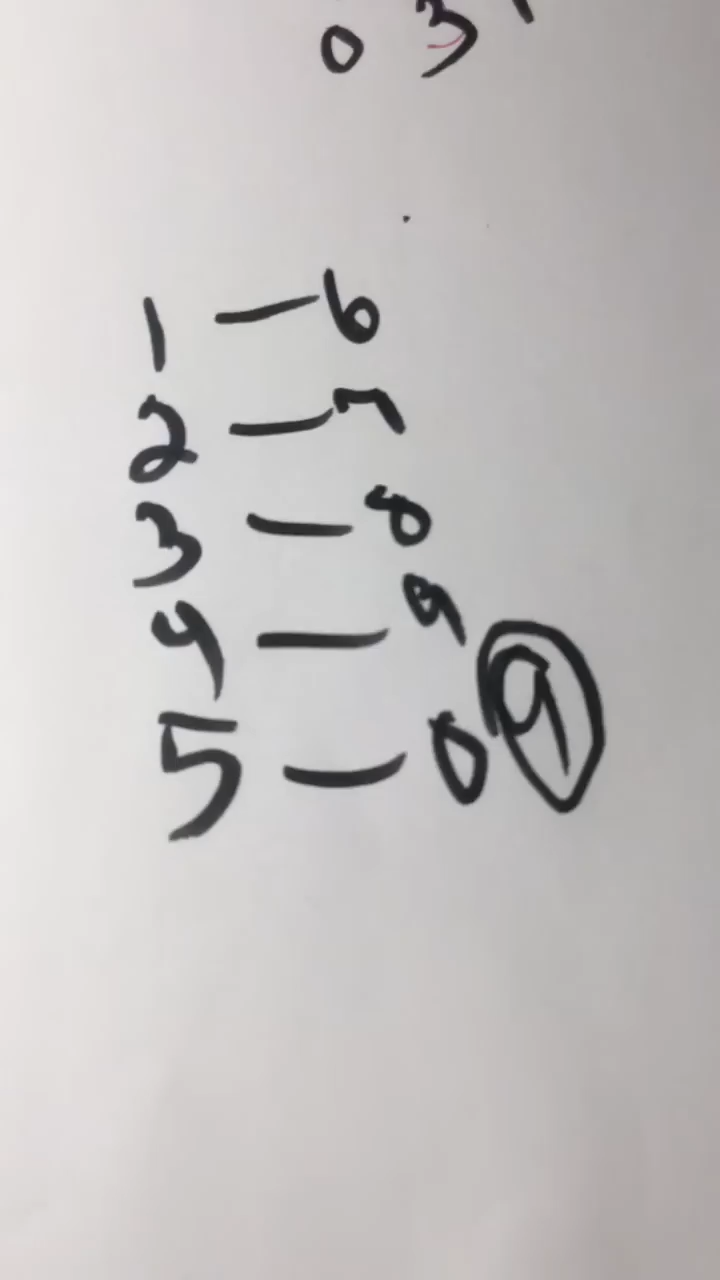 0 3
1 — 6
2 — 7
3 — 8
4 — 9
5 — 0 9